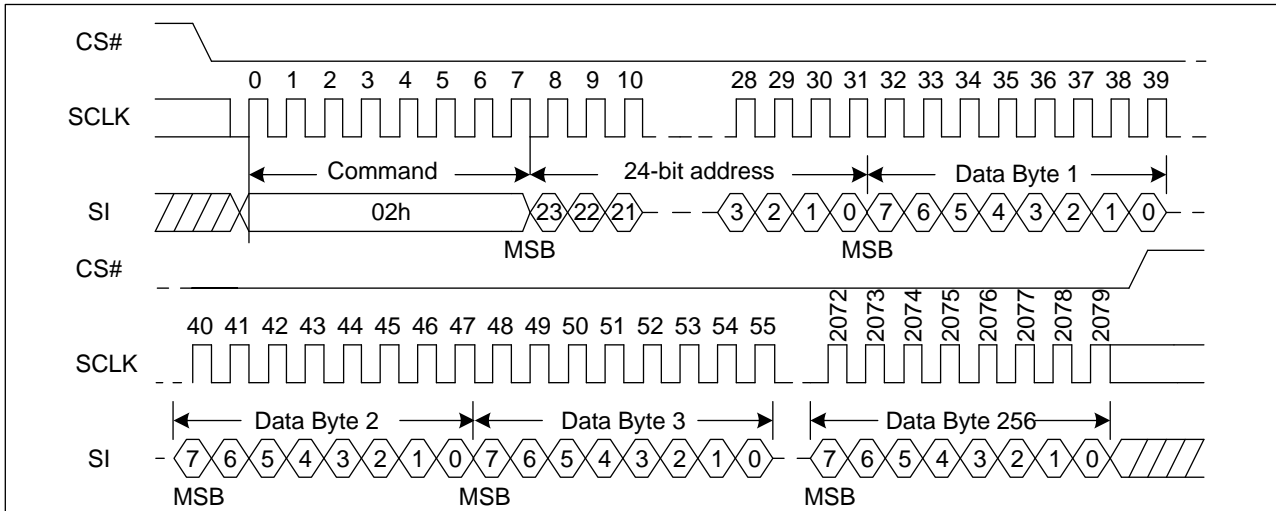 CS#
0 1 2 3 4 5 6 7 8 9 10 28 29 30 31 32 33 34 35 36 37 38 39
SCLK
Command 24-bit address Data Byte 1
SI 02h 23 22 21 3 2 1 0 7 6 5 4 3 2 1 0
MSB MSB
CS#
40 41 42 43 44 45 46 47 48 49 50 51 52 53 54 55 2072 2073 2074 2075 2076 2077 2078 2079
SCLK
Data Byte 2 Data Byte 3 Data Byte 256
SI 7 6 5 4 3 2 1 0 7 6 5 4 3 2 1 0 7 6 5 4 3 2 1 0
MSB MSB MSB